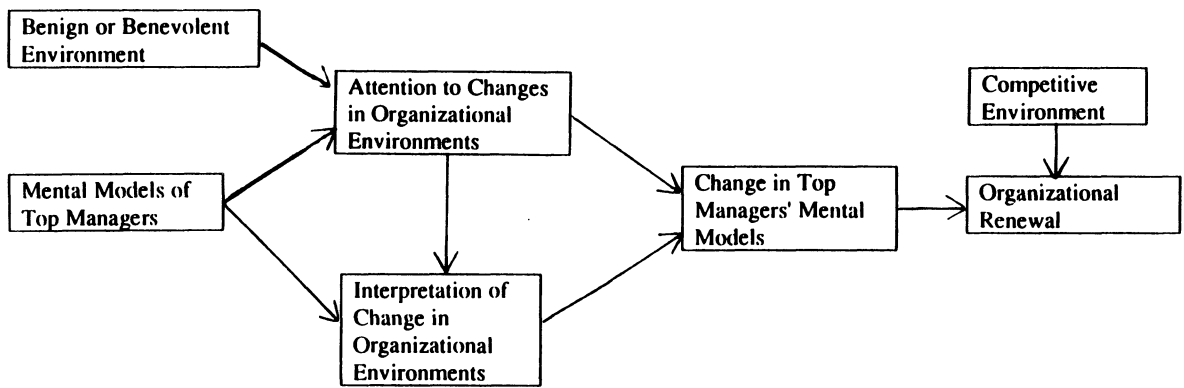 Benign or Benevolent
Environment
Attention to Changes
in Organizational
Environments
Competitive
Environment
Mental Models of
Top Managers
Change in Top
Managers' Mental
Models
Organizational
Renewal
Interpretation of
Change in
Organizational
Environments